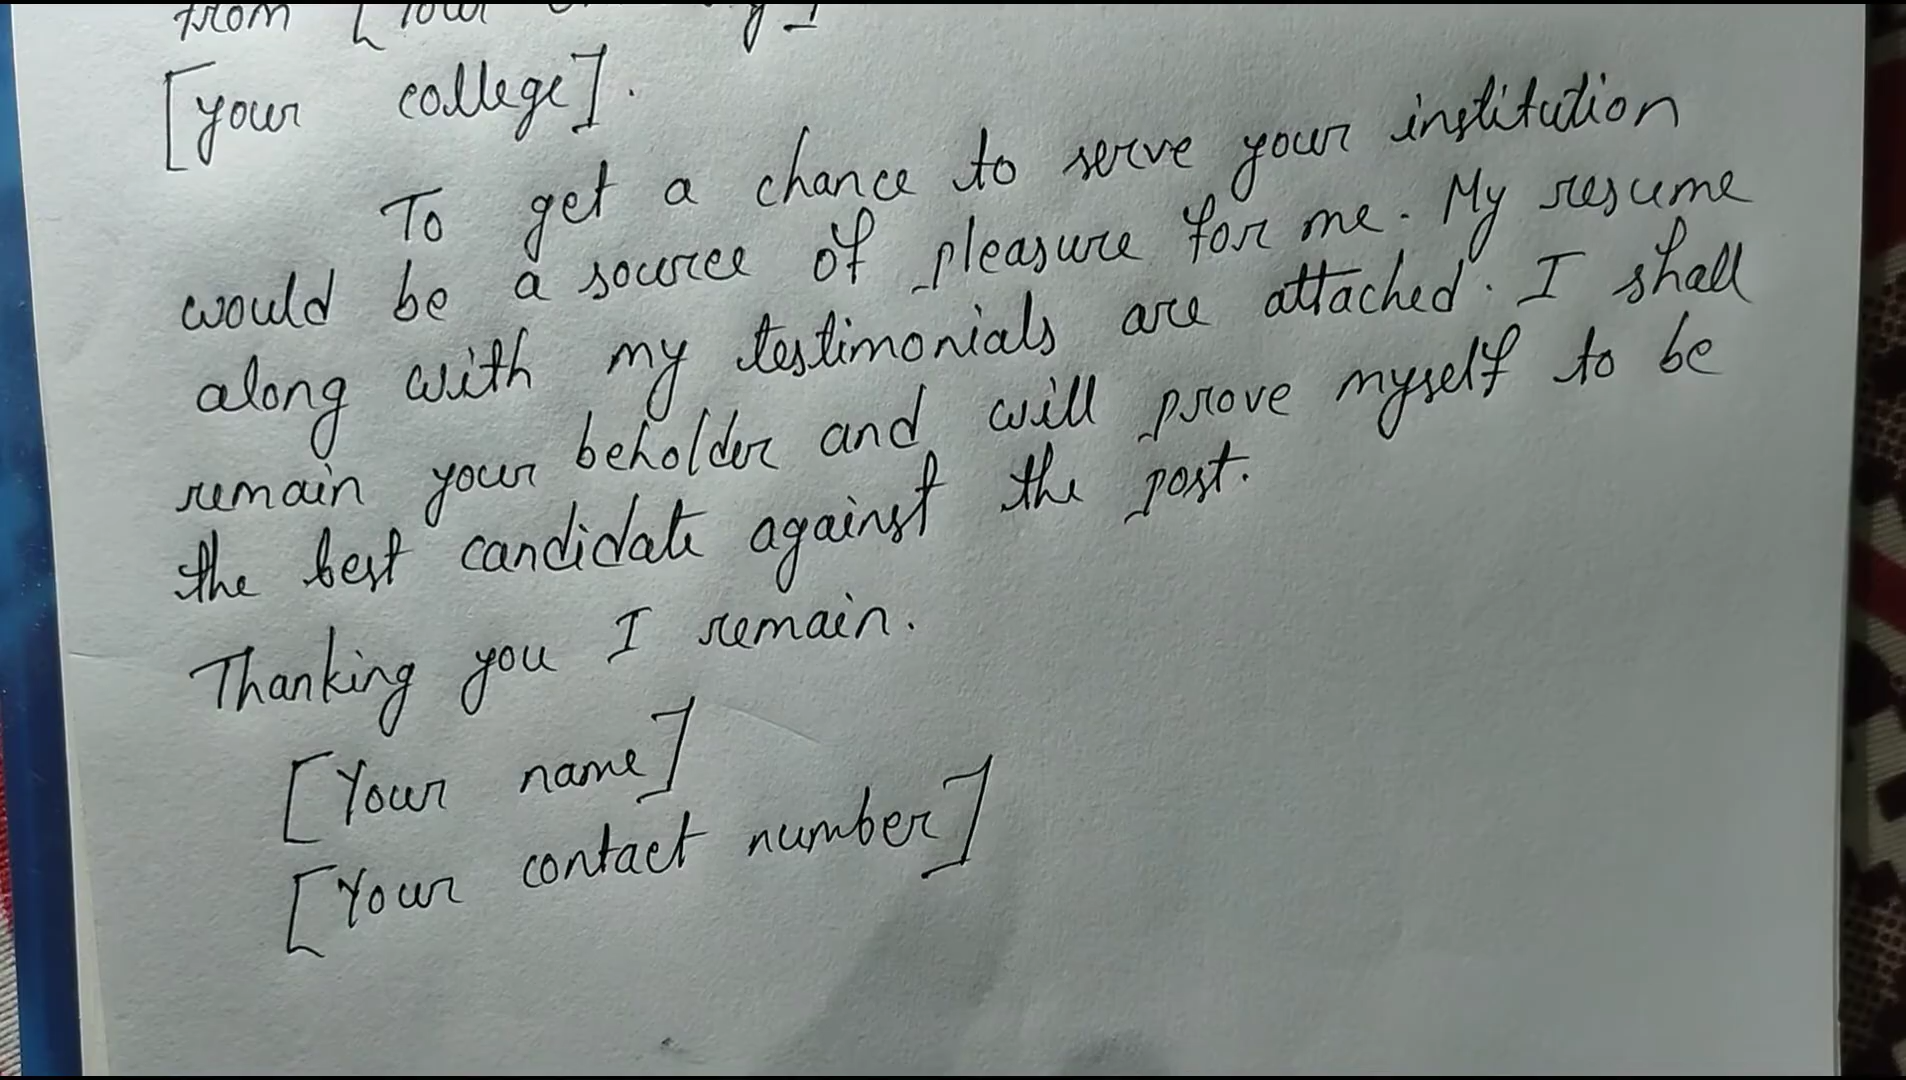 from [Your
[your college].
To get a chance to serve your institution
would be a source of pleasure for me. My resume
along with my testimonials are attached. I shall
remain your beholder and will prove myself to be
the best candidate against the post.
Thanking you I remain.
[Your name]
[Your contact number]